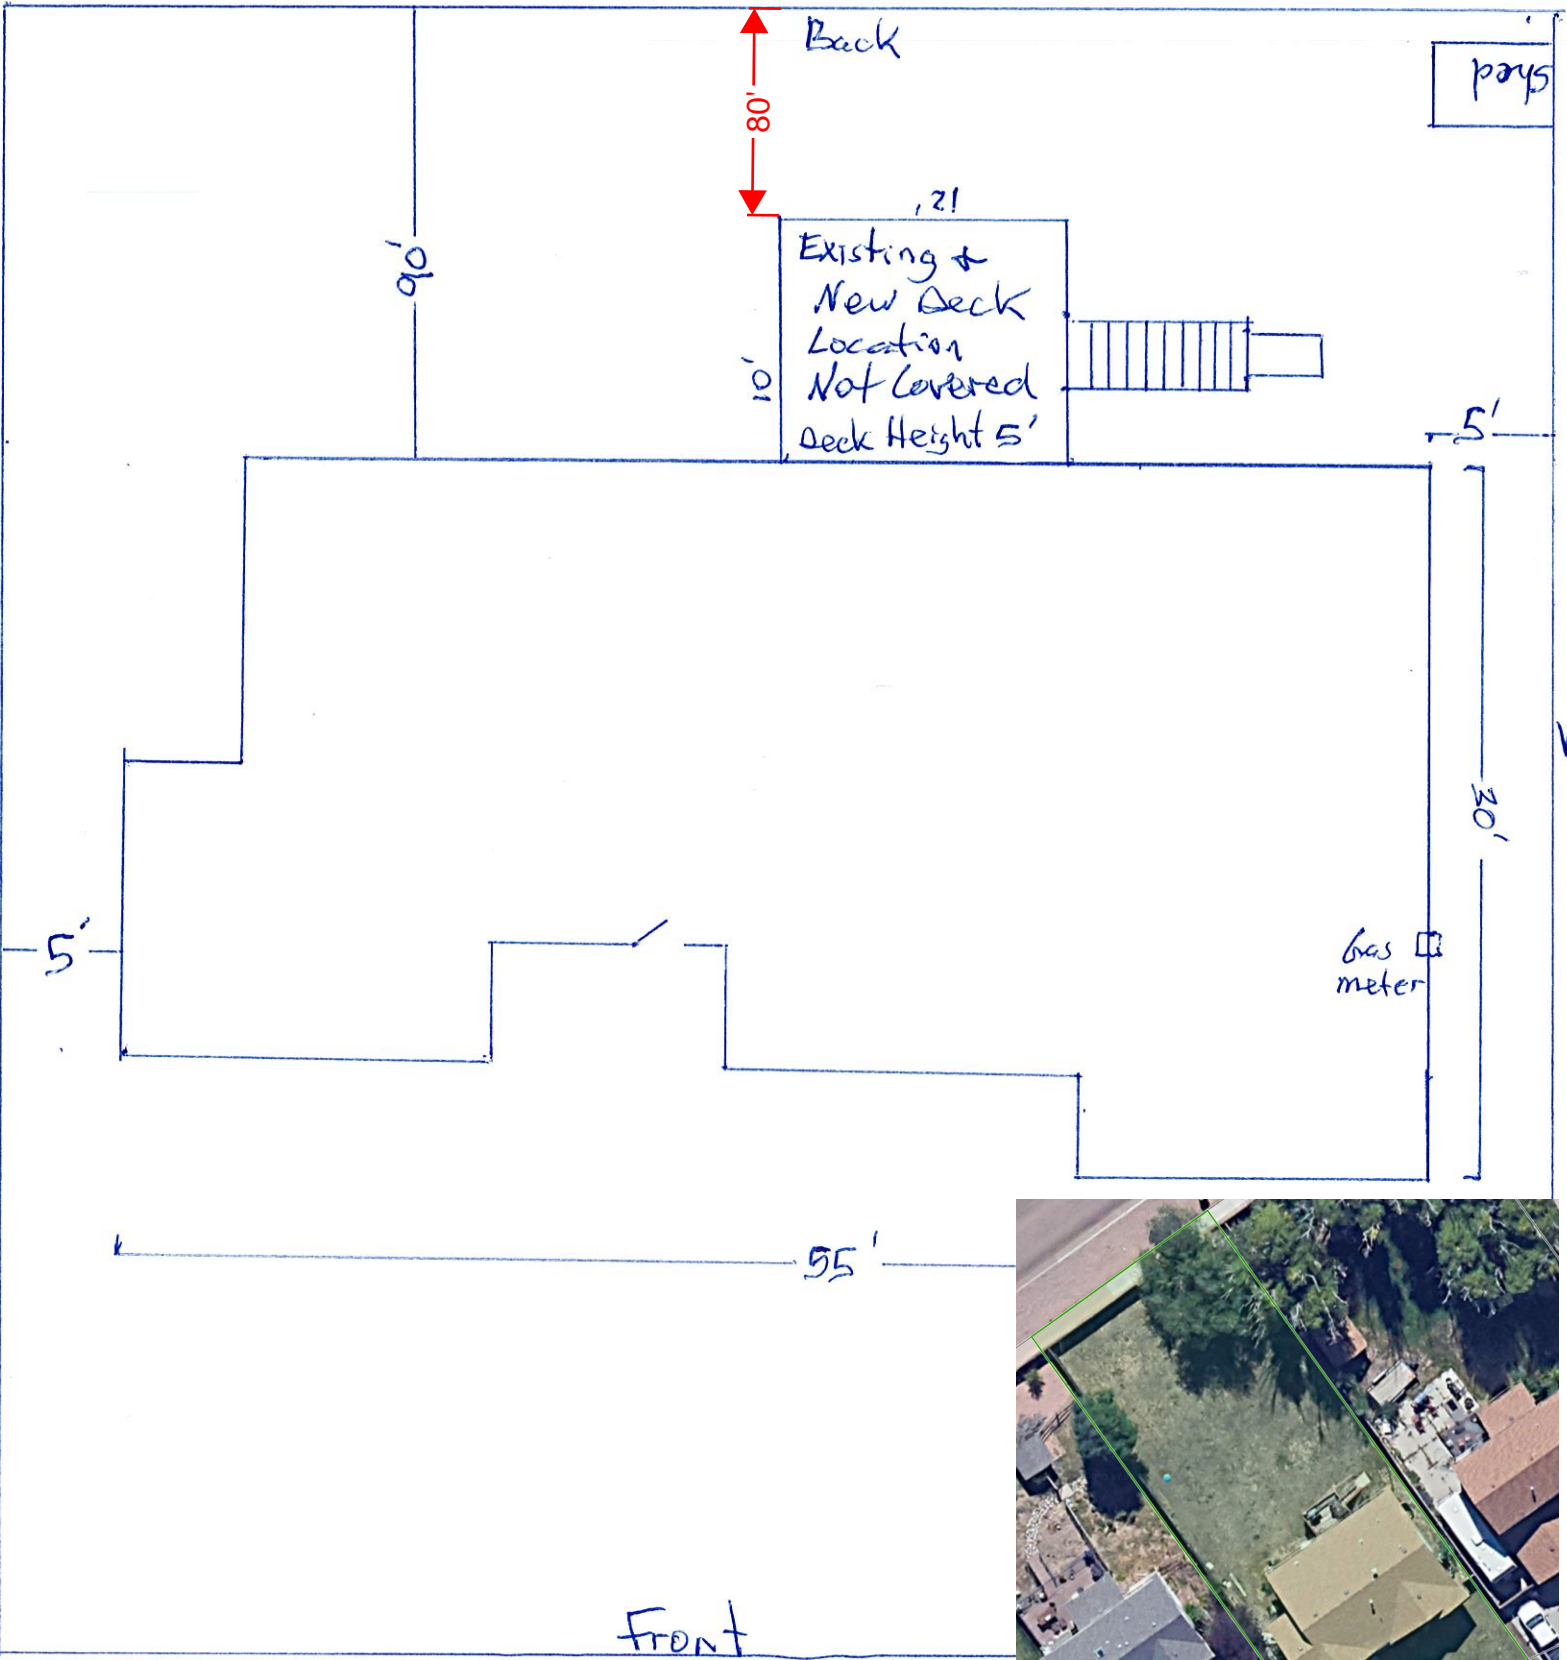 Back
Shed
80'
12'
90'
Existing +
New Deck
Location
Not Covered
Deck Height 5'
10'
5'
30'
5'
Gas
meter
55'
Front